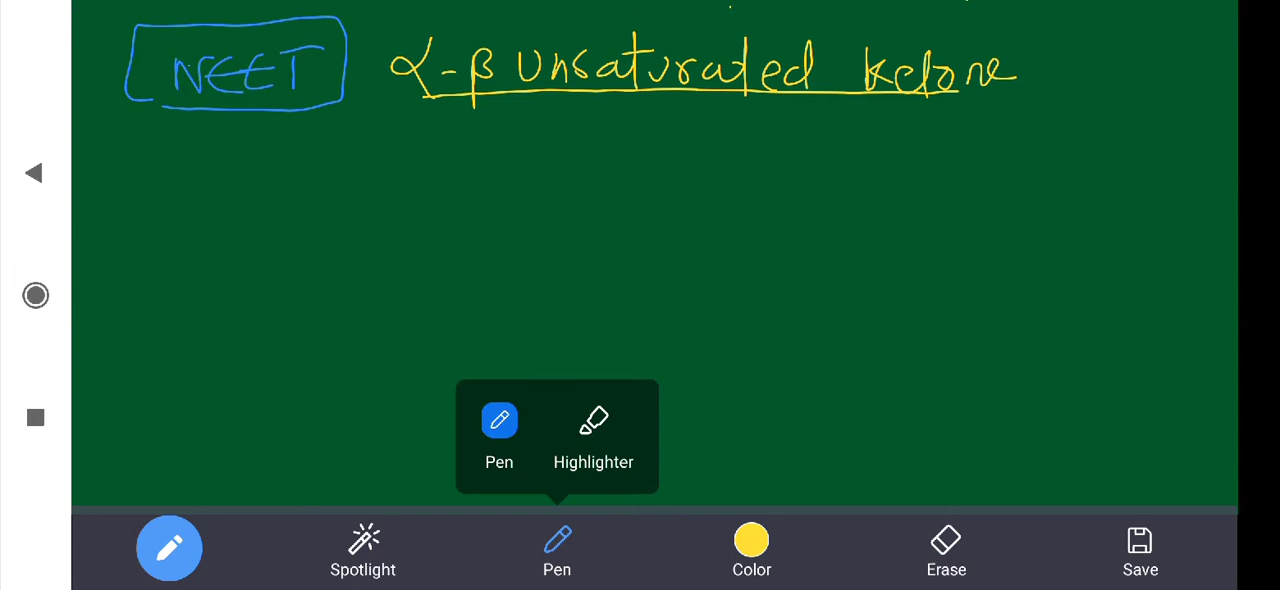 NEET α-β Unsaturated Ketone
Pen Highlighter
Spotlight Pen Color Erase Save